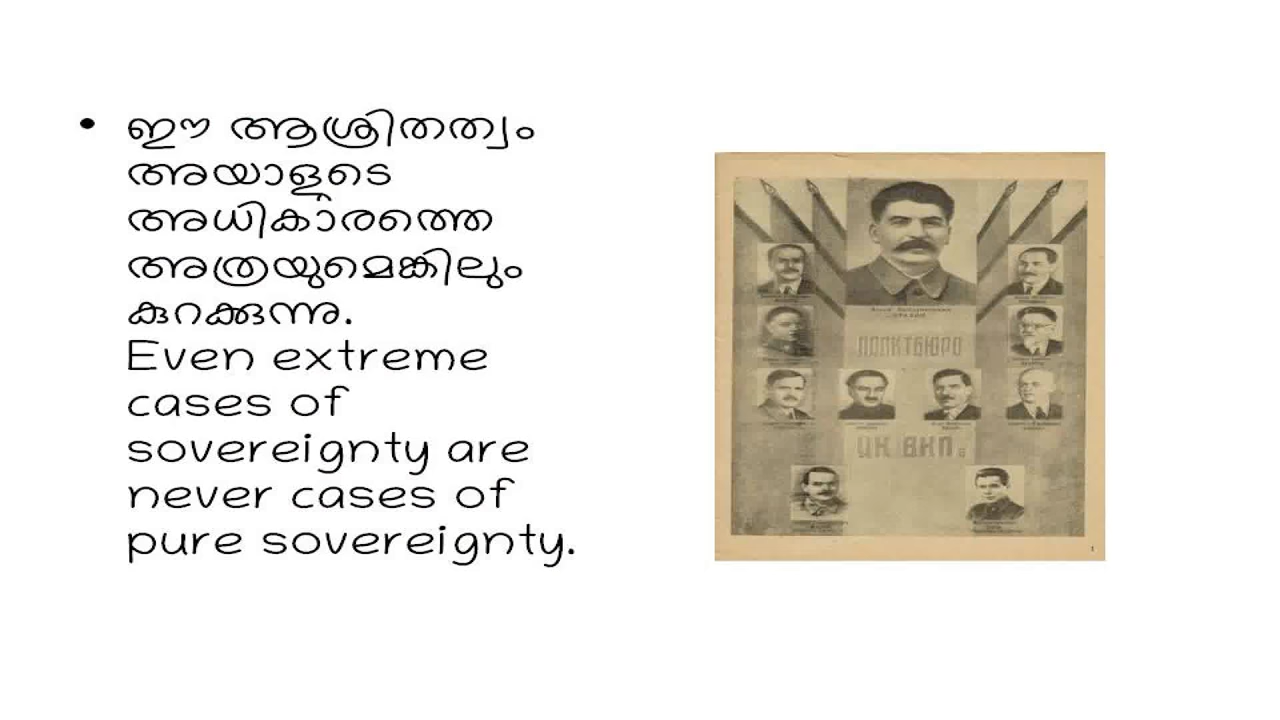 • ഈ ആശ്രിതത്വം
അയാളുടെ
അധികാരത്തെ
അത്രയുമെങ്കിലും
കുറക്കുന്നു.
Even extreme
cases of
sovereignty are
never cases of
pure sovereignty.
ПОЛИТБЮРО
ЦК ВКП
1